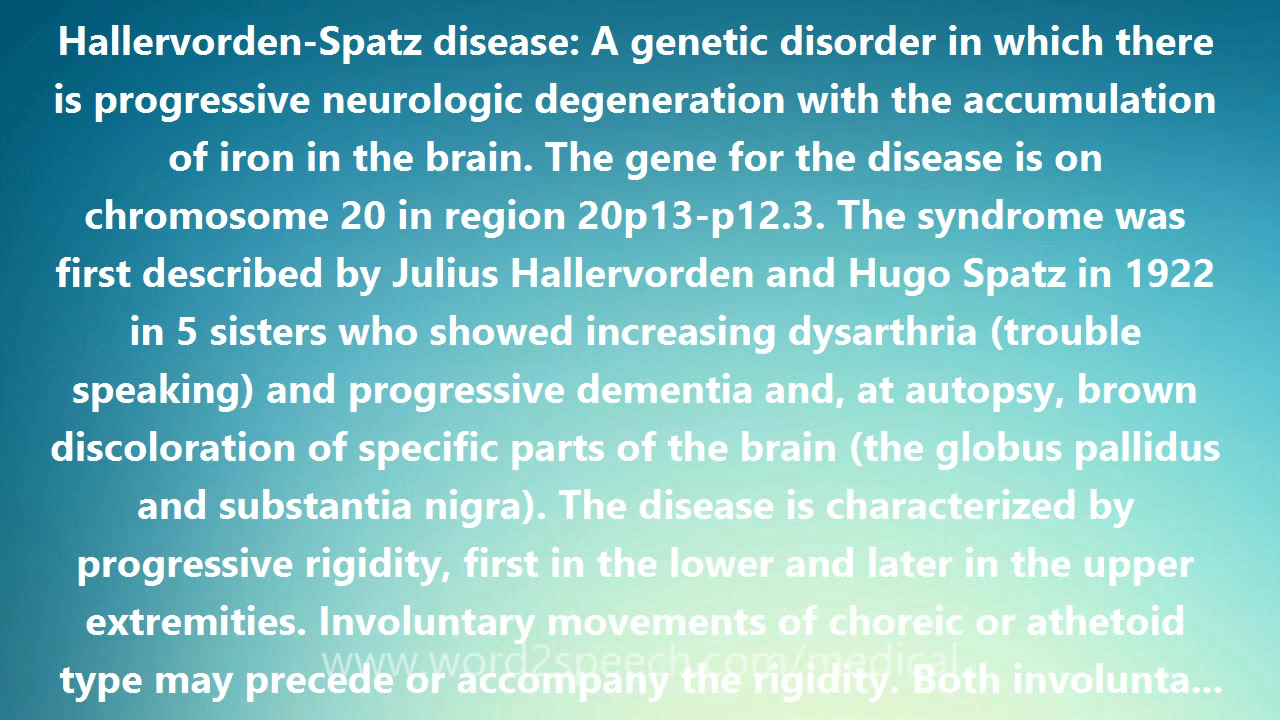 Hallervorden-Spatz disease: A genetic disorder in which there
is progressive neurologic degeneration with the accumulation
of iron in the brain. The gene for the disease is on
chromosome 20 in region 20p13-p12.3. The syndrome was
first described by Julius Hallervorden and Hugo Spatz in 1922
in 5 sisters who showed increasing dysarthria (trouble
speaking) and progressive dementia and, at autopsy, brown
discoloration of specific parts of the brain (the globus pallidus
and substantia nigra). The disease is characterized by
progressive rigidity, first in the lower and later in the upper
extremities. Involuntary movements of choreic or athetoid
www.word2speech.com/medical
type may precede or accompany the rigidity. Both involunta...